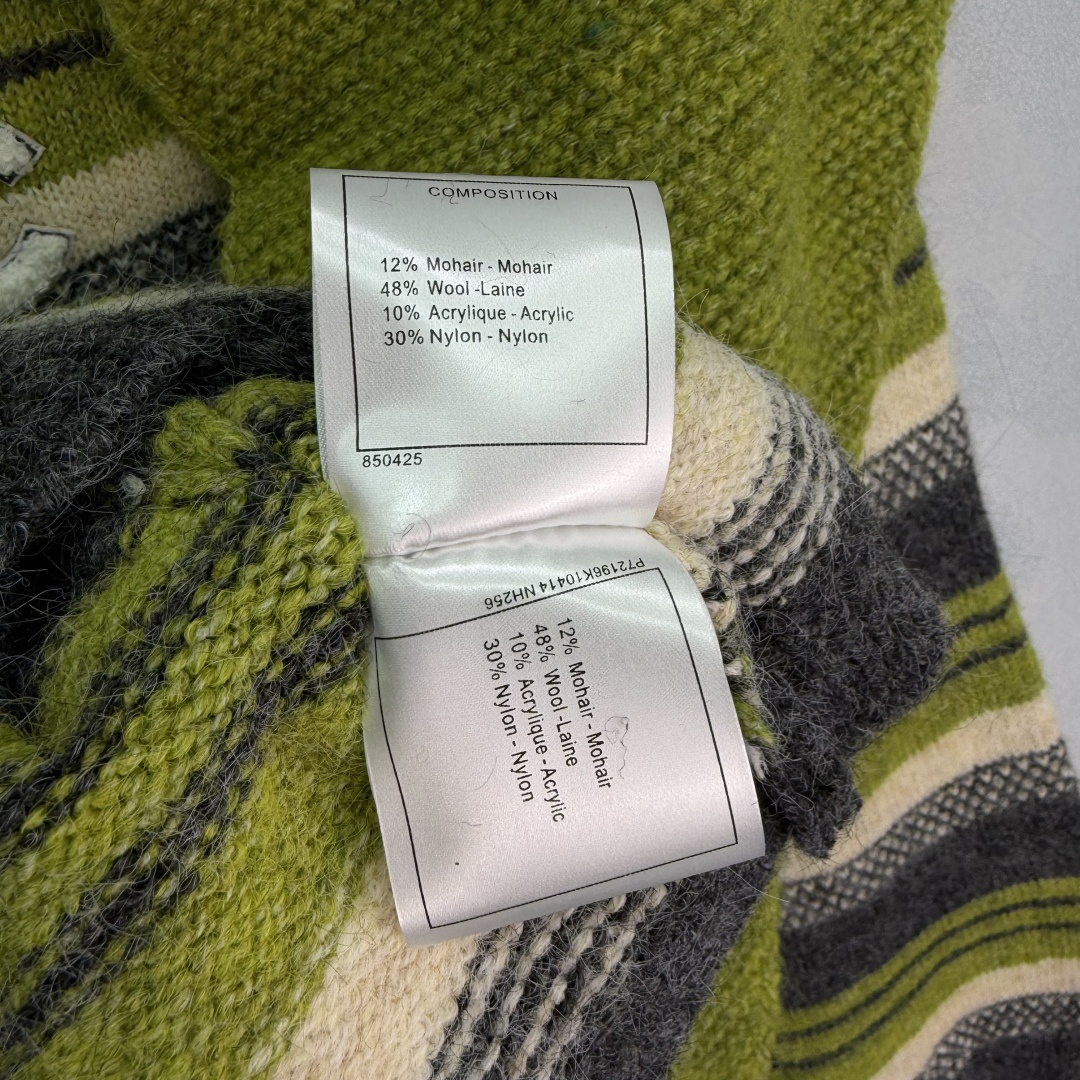 COMPOSITION
12% Mohair - Mohair
48% Wool -Laine
10% Acrylique - Acrylic
30% Nylon - Nylon
850425
P72196K10414 NH256
12% Mohair - Mohair
48% Wool -Laine
10% Acrylique - Acrylic
30% Nylon - Nylon